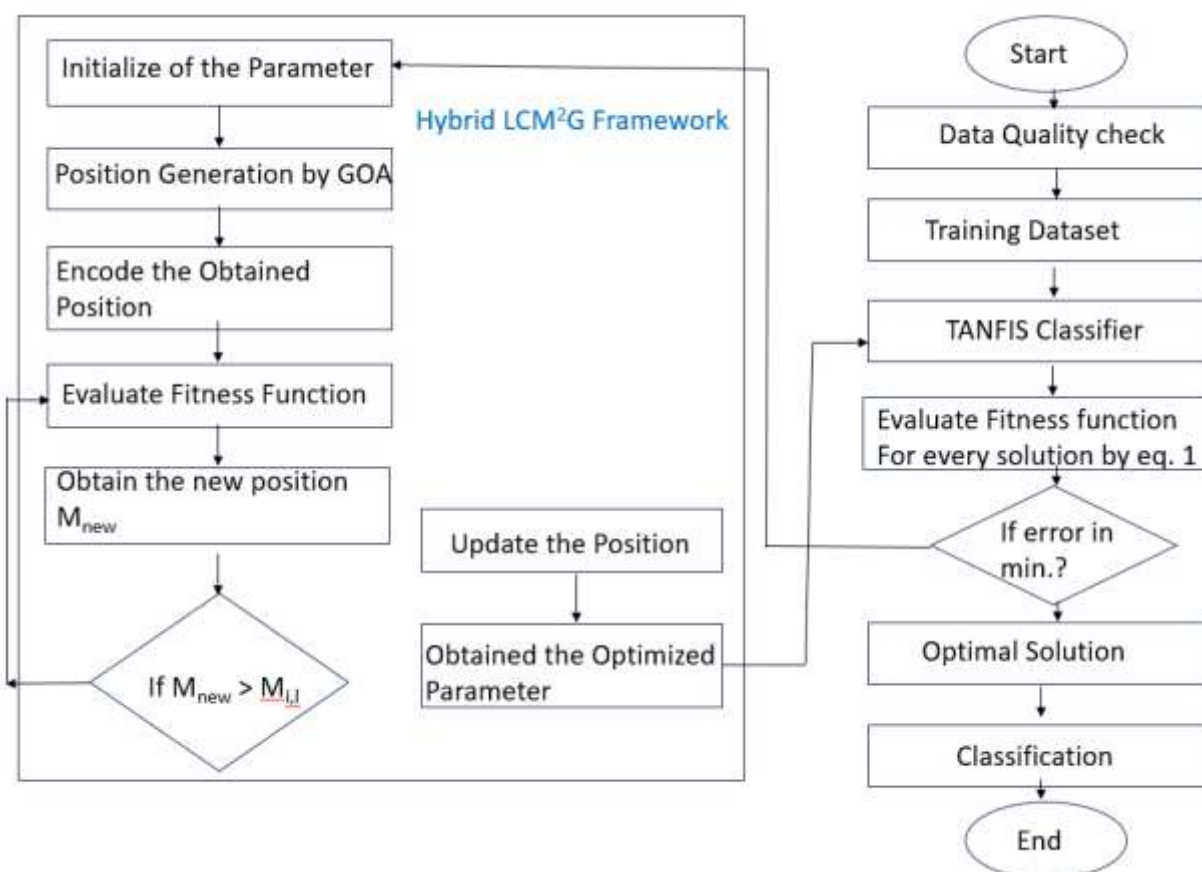 Initialize of the Parameter
Hybrid LCM²G Framework
Position Generation by GOA
Encode the Obtained
Position
Evaluate Fitness Function
Obtain the new position
Mnew
If Mnew > Mi,l
Update the Position
Obtained the Optimized
Parameter
Start
Data Quality check
Training Dataset
TANFIS Classifier
Evaluate Fitness function
For every solution by eq. 1
If error in
min.?
Optimal Solution
Classification
End